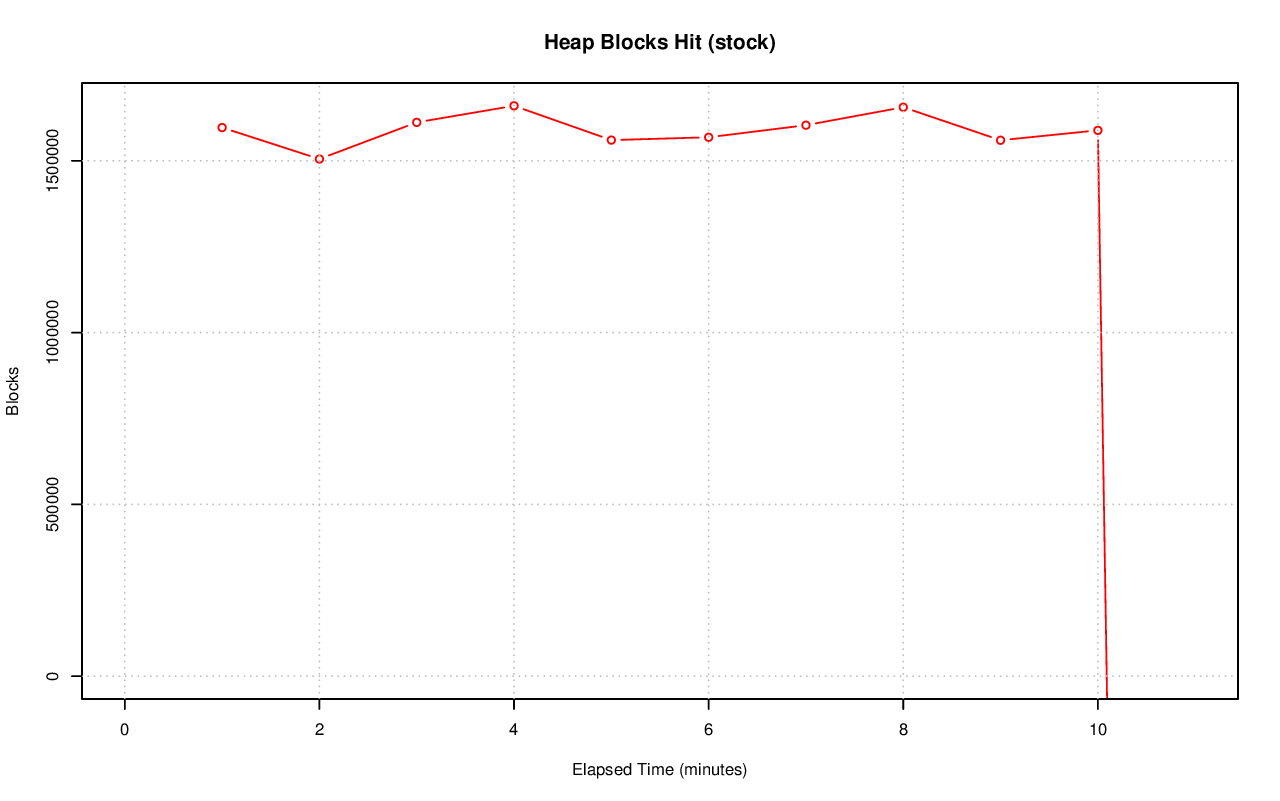 Heap Blocks Hit (stock)
Blocks
1500000
1000000
500000
0
0 2 4 6 8 10
Elapsed Time (minutes)